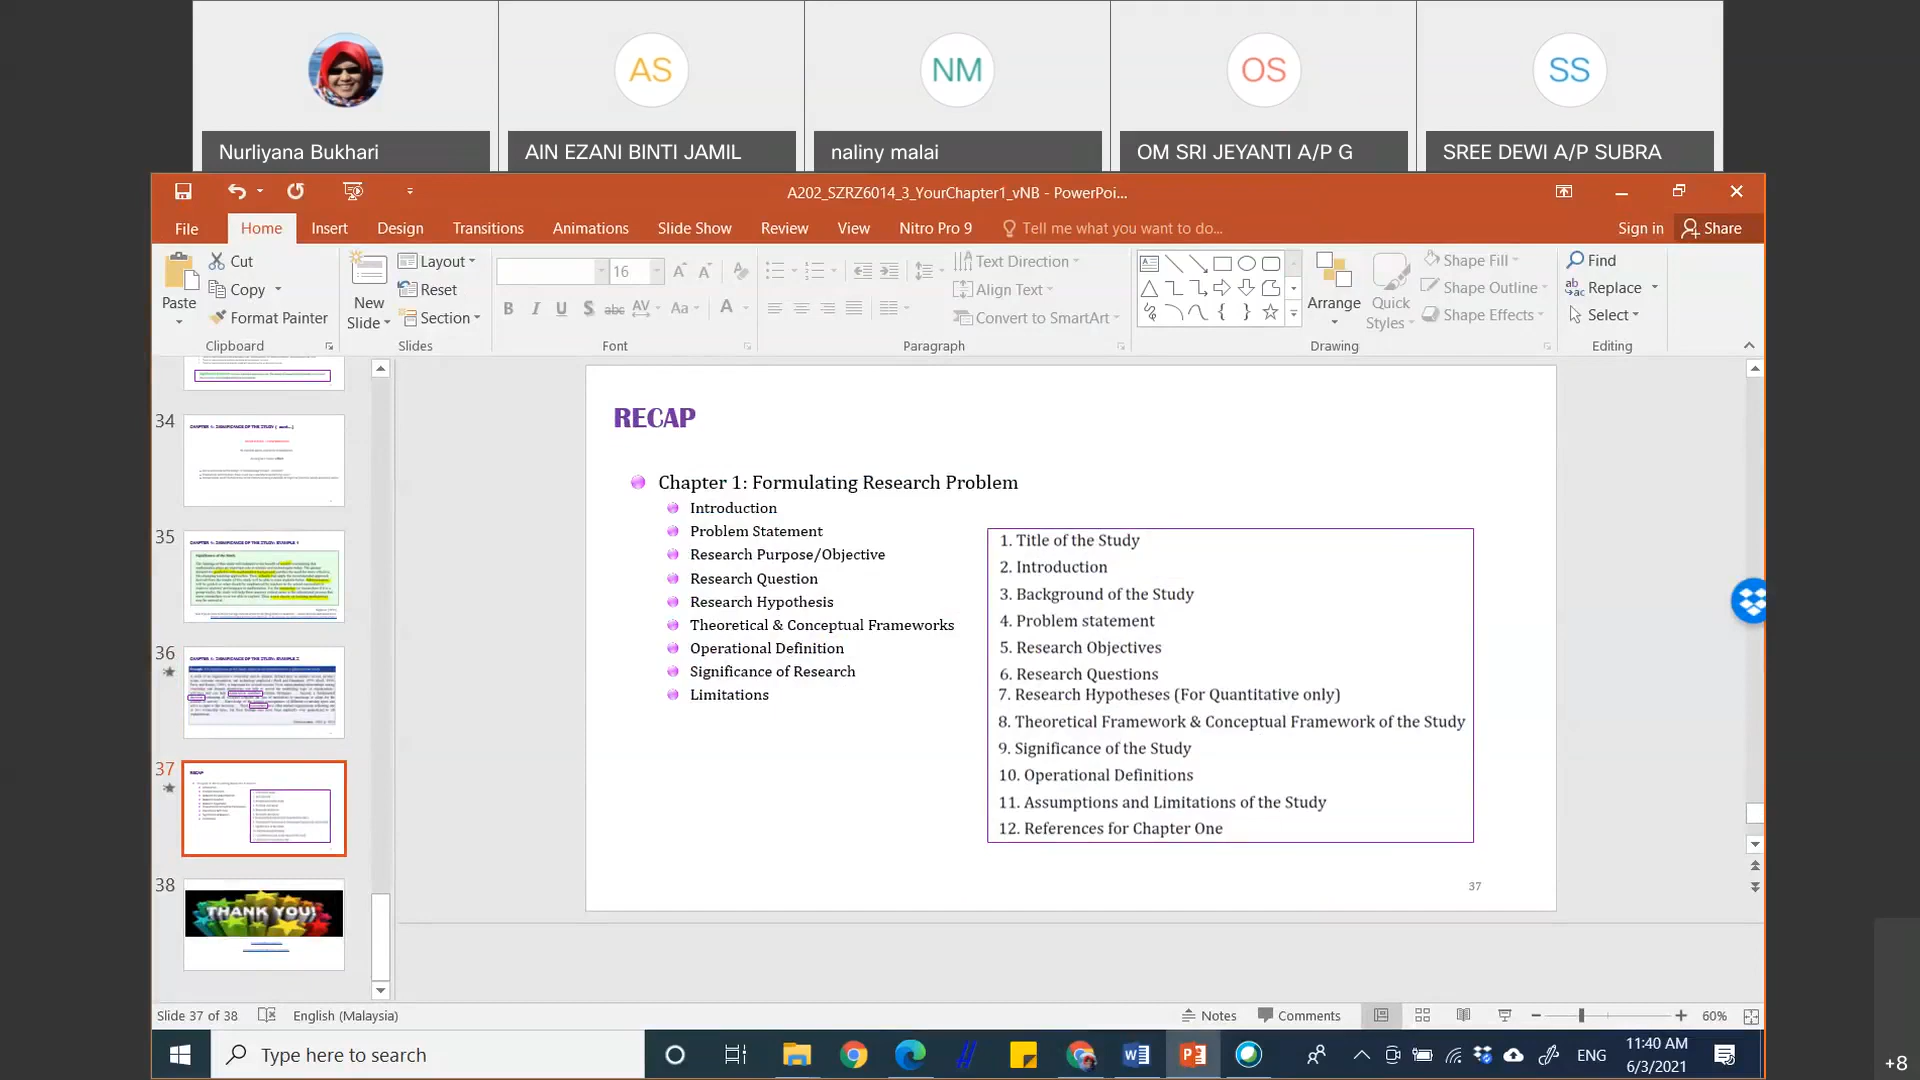 AS
NM
OS
SS
Nurliyana Bukhari
AIN EZANI BINTI JAMIL
naliny malai
OM SRI JEYANTI A/P G
SREE DEWI A/P SUBRA
A202_SZRZ6014_3_YourChapter1_vNB - PowerPoi...
File
Home
Insert
Design
Transitions
Animations
Slide Show
Review
View
Nitro Pro 9
Tell me what you want to do...
Sign in
Share
Paste
Cut
Copy
Format Painter
Clipboard
New
Slide
Layout
Reset
Section
Slides
16
B I U S abc AV Aa A
Font
Text Direction
Align Text
Convert to SmartArt
Paragraph
Arrange
Quick
Styles
Shape Fill
Shape Outline
Shape Effects
Drawing
Find
Replace
Select
Editing
34
35
36
37
RECAP
38
THANK YOU!
RECAP
Chapter 1: Formulating Research Problem
Introduction
Problem Statement
Research Purpose/Objective
Research Question
Research Hypothesis
Theoretical & Conceptual Frameworks
Operational Definition
Significance of Research
Limitations
1. Title of the Study
2. Introduction
3. Background of the Study
4. Problem statement
5. Research Objectives
6. Research Questions
7. Research Hypotheses (For Quantitative only)
8. Theoretical Framework & Conceptual Framework of the Study
9. Significance of the Study
10. Operational Definitions
11. Assumptions and Limitations of the Study
12. References for Chapter One
37
Slide 37 of 38
English (Malaysia)
Notes
Comments
60%
Type here to search
ENG
11:40 AM
6/3/2021
+8